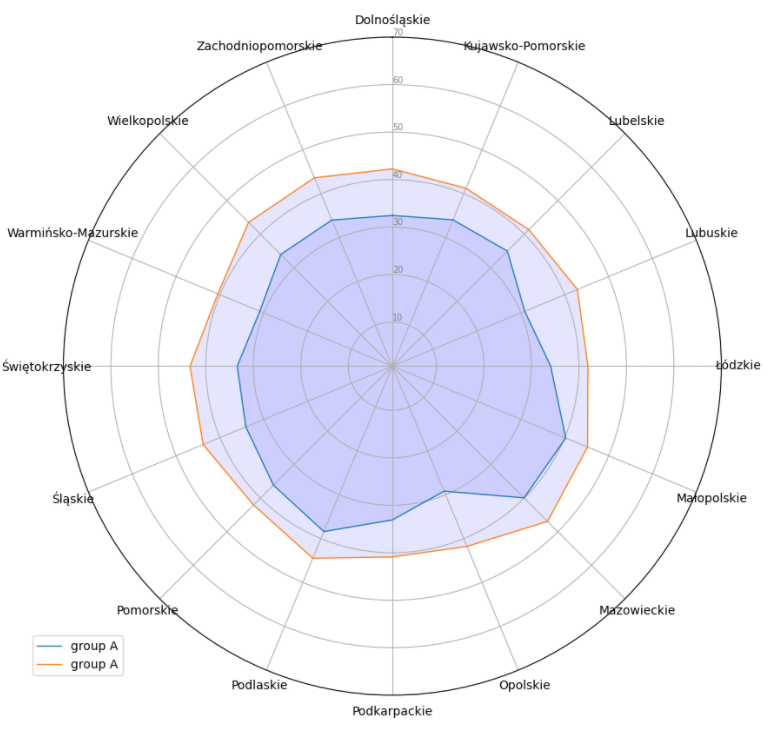 Dolnośląskie
70
Zachodniopomorskie
Kujawsko-Pomorskie
60
Wielkopolskie
Lubelskie
50
40
Warmińsko-Mazurskie
Lubuskie
30
20
10
Świętokrzyskie
Łódzkie
Śląskie
Małopolskie
Pomorskie
Mazowieckie
group A
group A
Podlaskie
Opolskie
Podkarpackie